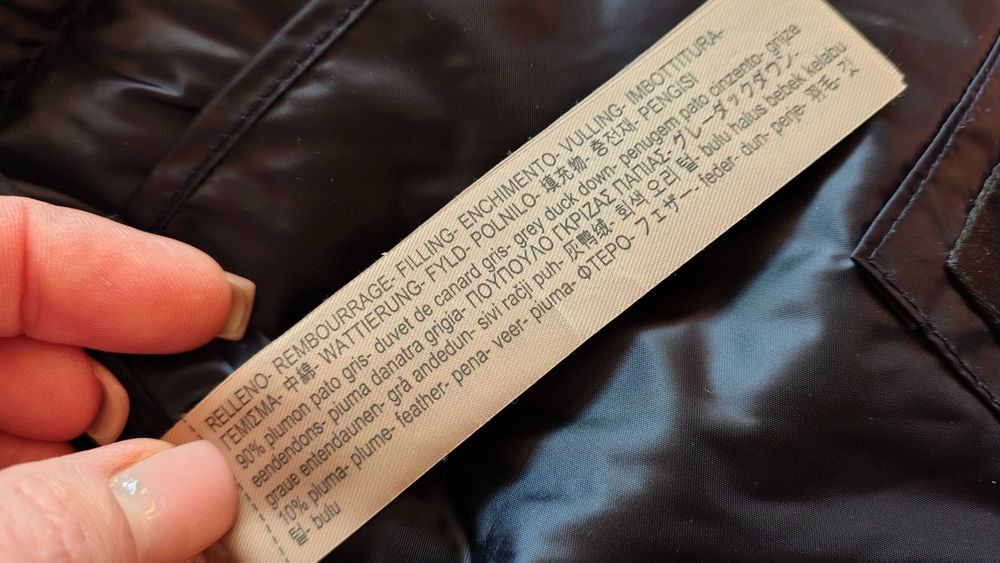 RELLENO- REMBOURRAGE- FILLING- ENCHIMENTO- VULLING- IMBOTTITURA-
ΓΕΜΙΣΜΑ- 中綿- WATTIERUNG- FYLD- POLNILO- 填充物- 충전재- PENGISI
90% plumon pato gris- duvet de canard gris- grey duck down- penugem pato cinzento- grijze
eendendons- piuma danatra grigia- ΠΟΥΠΟΥΛΟ ΓΚΡΙΖΑΣ ΠΑΠΙΑΣ- グレーダックダウン-
graue entendaunen- grå andedun- sivi račji puh- 灰鸭绒- 회색 오리 털- bulu halus bebek kelabu
10% pluma- plume- feather- pena- veer- piuma- ΦΤΕΡΟ- フェザー- feder- dun- perje- 羽毛- 깃
털- bulu